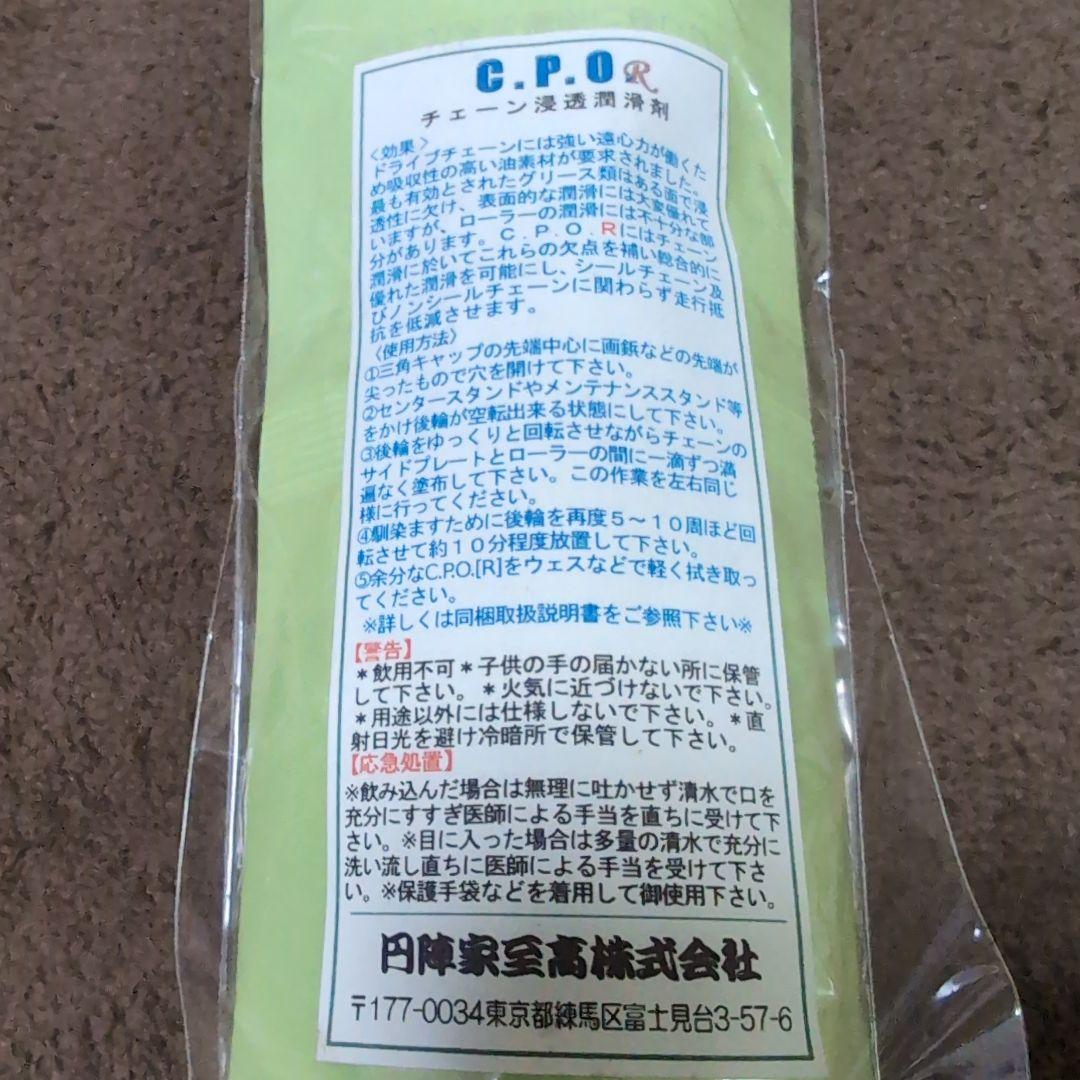 C.P.O.R
チェーン浸透潤滑剤
〈効果〉
ドライブチェーンには強い遠心力が働くた
め吸収性の高い油素材が要求されました。
最も有効とされたグリース類はある面で浸
透性に欠け、表面的な潤滑には大変優れて
いますが、ローラーの潤滑には不十分な部
分があります。C.P.O.Rにはチェーン
潤滑に於いてこれらの欠点を補い総合的に
優れた潤滑を可能にし、シールチェーン及
びノンシールチェーンに関わらず走行抵
抗を低減させます。
〈使用方法〉
①三角キャップの先端中心に画鋲などの先端が
尖ったもので穴を開けて下さい。
②センタースタンドやメンテナンススタンド等
をかけ後輪が空転出来る状態にして下さい。
③後輪をゆっくりと回転させながらチェーンの
サイドプレートとローラーの間に一滴ずつ満
遍なく塗布して下さい。この作業を左右同じ
様に行ってください。
④馴染ますために後輪を再度５～１０周ほど回
転させて約１０分程度放置して下さい。
⑤余分なC.P.O.[R]をウェスなどで軽く拭き取っ
てください。
※詳しくは同梱取扱説明書をご参照下さい※
【警告】
＊飲用不可＊子供の手の届かない所に保管
して下さい。＊火気に近づけないで下さい。
＊用途以外には仕様しないで下さい。＊直
射日光を避け冷暗所で保管して下さい。
【応急処置】
※飲み込んだ場合は無理に吐かせず清水で口を
充分にすすぎ医師による手当を直ちに受けて下
さい。※目に入った場合は多量の清水で充分に
洗い流し直ちに医師による手当を受けて下さ
い。※保護手袋などを着用して御使用下さい。
円陣家至高株式会社
〒177-0034東京都練馬区富士見台3-57-6